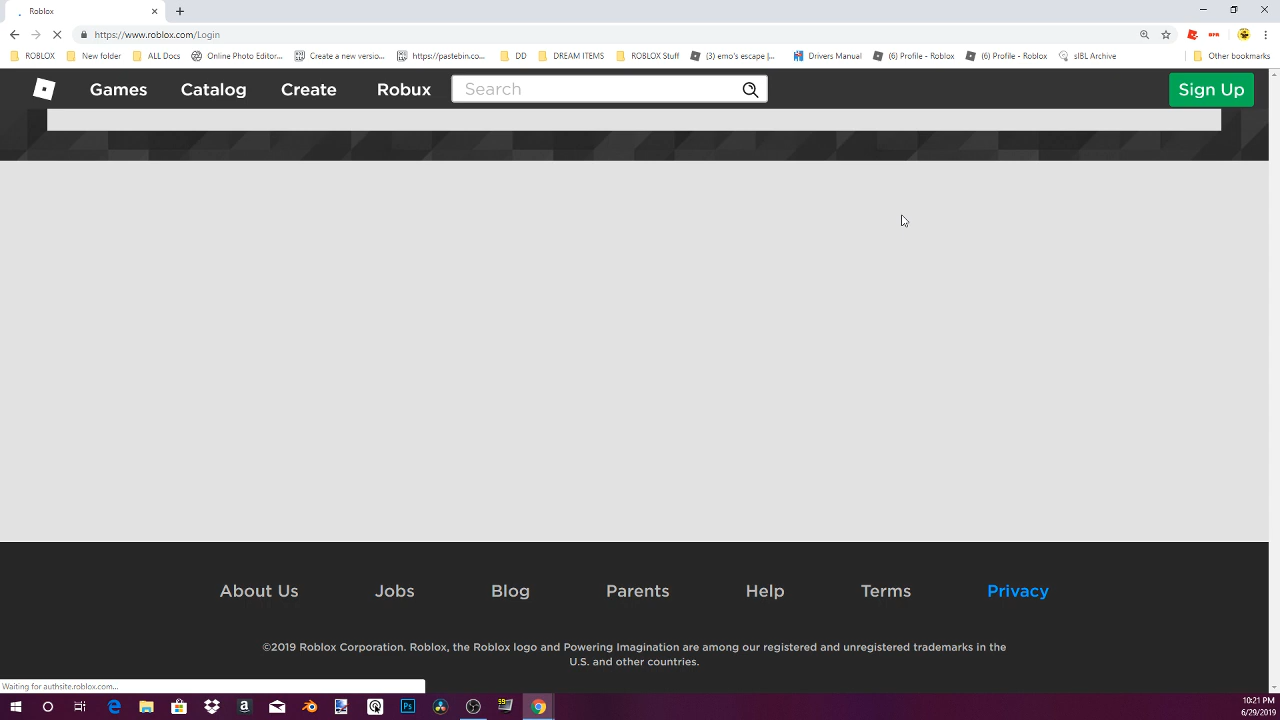 Roblox
https://www.roblox.com/Login
ROBLOX New folder ALL Docs Online Photo Editor... Create a new versio... https://pastebin.co... DD DREAM ITEMS ROBLOX Stuff (3) emo's escape |... Drivers Manual (6) Profile - Roblox (6) Profile - Roblox sIBL Archive Other bookmarks
Games Catalog Create Robux Search Sign Up
About Us Jobs Blog Parents Help Terms Privacy
©2019 Roblox Corporation. Roblox, the Roblox logo and Powering Imagination are among our registered and unregistered trademarks in the
U.S. and other countries.
Waiting for authsite.roblox.com...
10:21 PM
6/29/2019